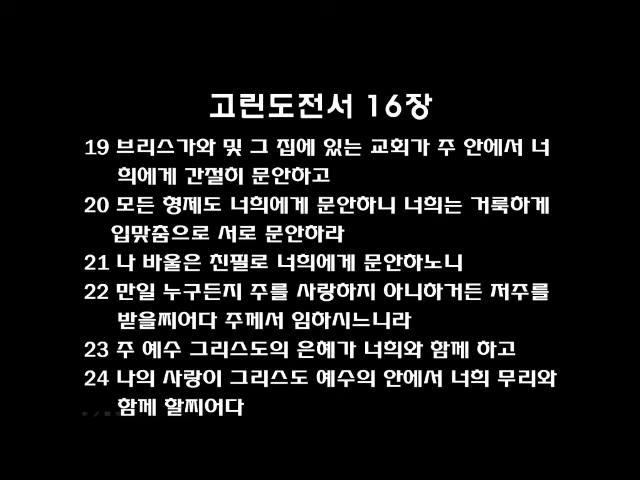 고린도전서 16장
19 브리스가와 및 그 집에 있는 교회가 주 안에서 너
희에게 간절히 문안하고
20 모든 형제도 너희에게 문안하니 너희는 거룩하게
입맞춤으로 서로 문안하라
21 나 바울은 친필로 너희에게 문안하노니
22 만일 누구든지 주를 사랑하지 아니하거든 저주를
받을찌어다 주께서 임하시느니라
23 주 예수 그리스도의 은혜가 너희와 함께 하고
24 나의 사랑이 그리스도 예수의 안에서 너희 무리와
함께 할찌어다